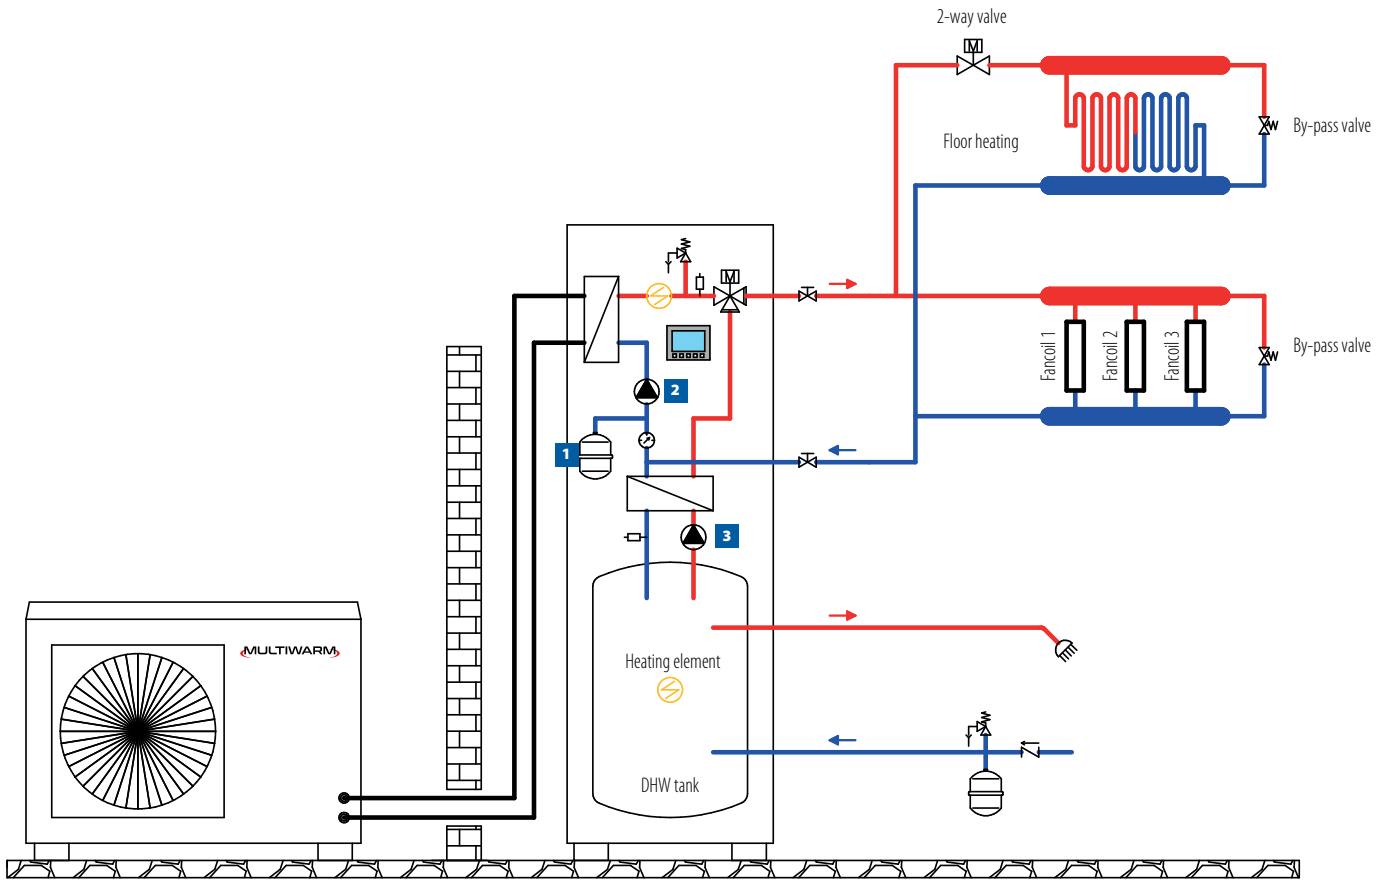 2-way valve
M
By-pass valve
Floor heating
M
Fancoil 1
Fancoil 2
Fancoil 3
By-pass valve
2
1
3
MULTIWARM
Heating element
DHW tank